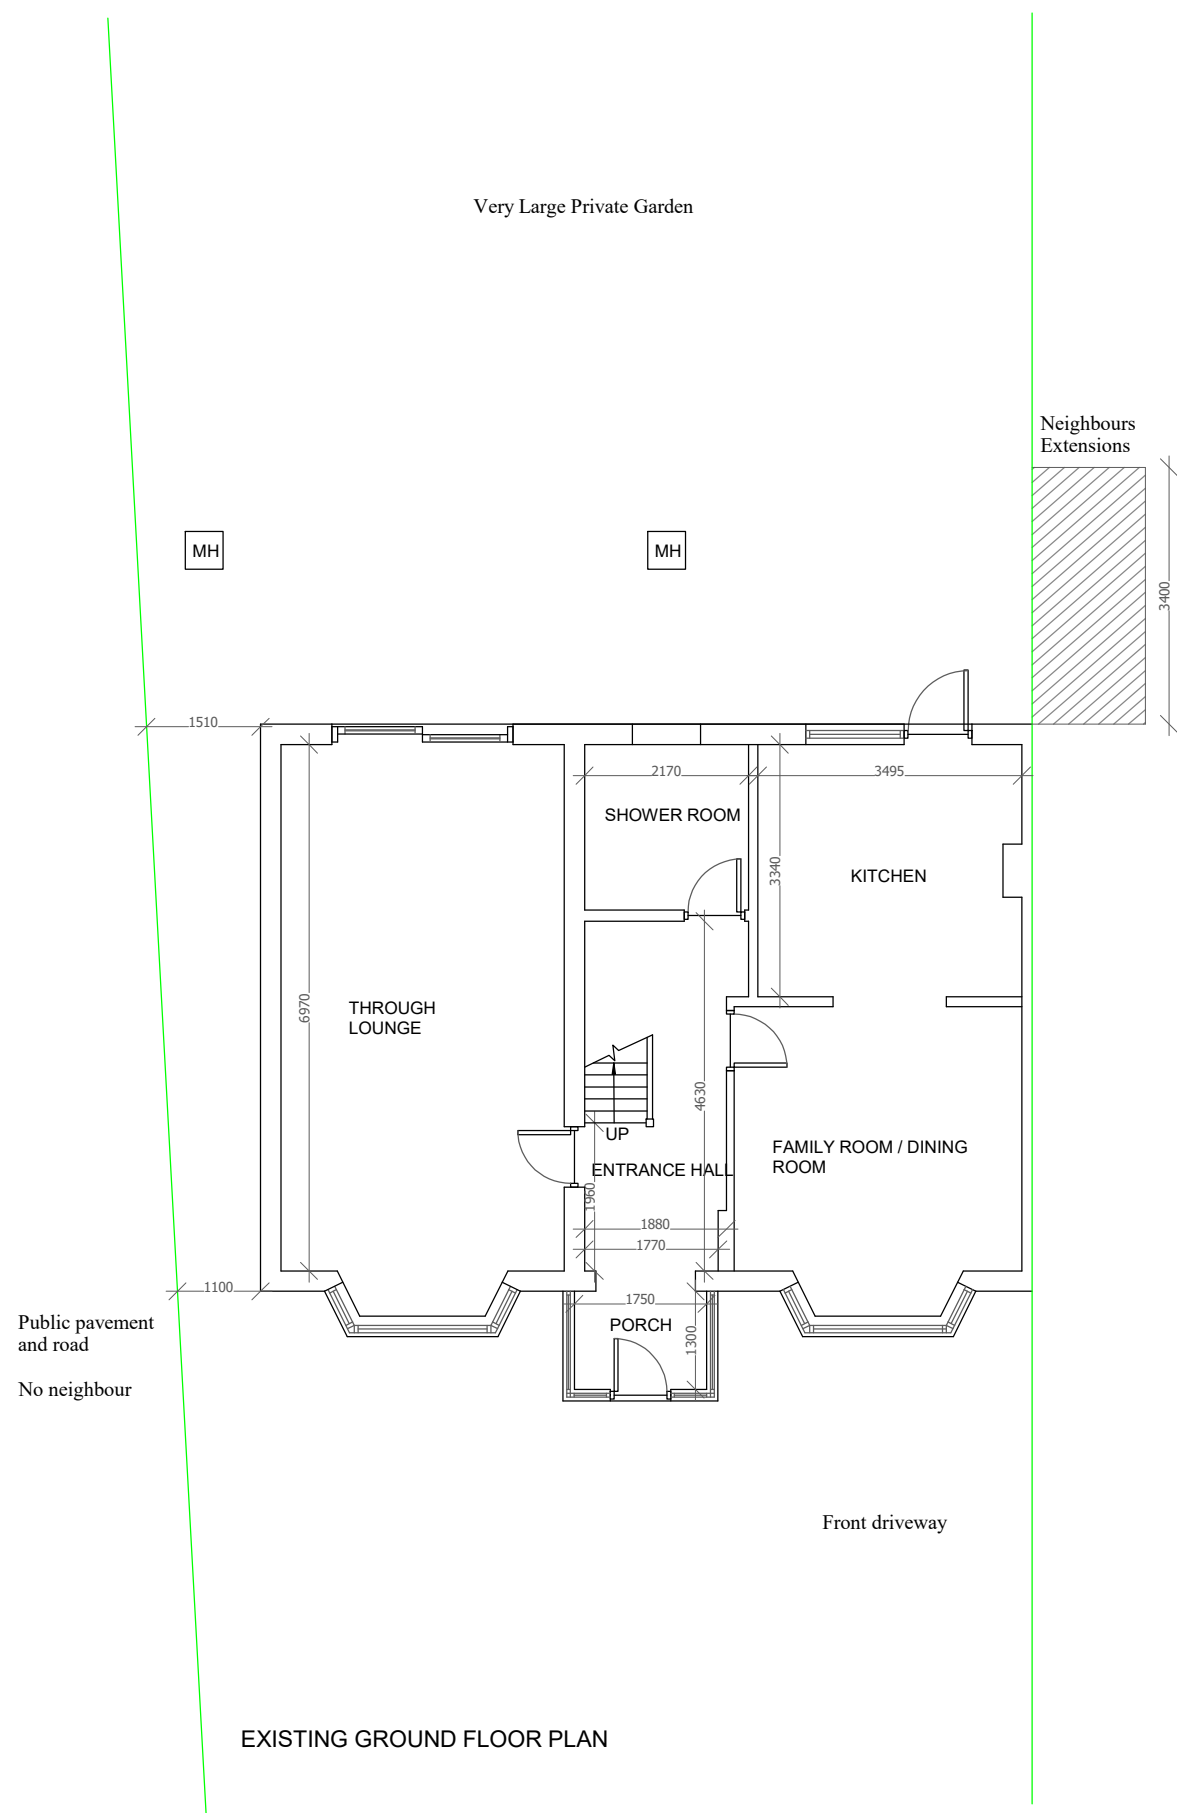 Very Large Private Garden
Neighbours
Extensions
MH
MH
3400
1510
2170
3495
SHOWER ROOM
3340
KITCHEN
6970
THROUGH
LOUNGE
4630
UP
FAMILY ROOM / DINING
ROOM
ENTRANCE HALL
1960
1880
1770
1100
1750
PORCH
1300
Public pavement
and road
No neighbour
Front driveway
EXISTING GROUND FLOOR PLAN